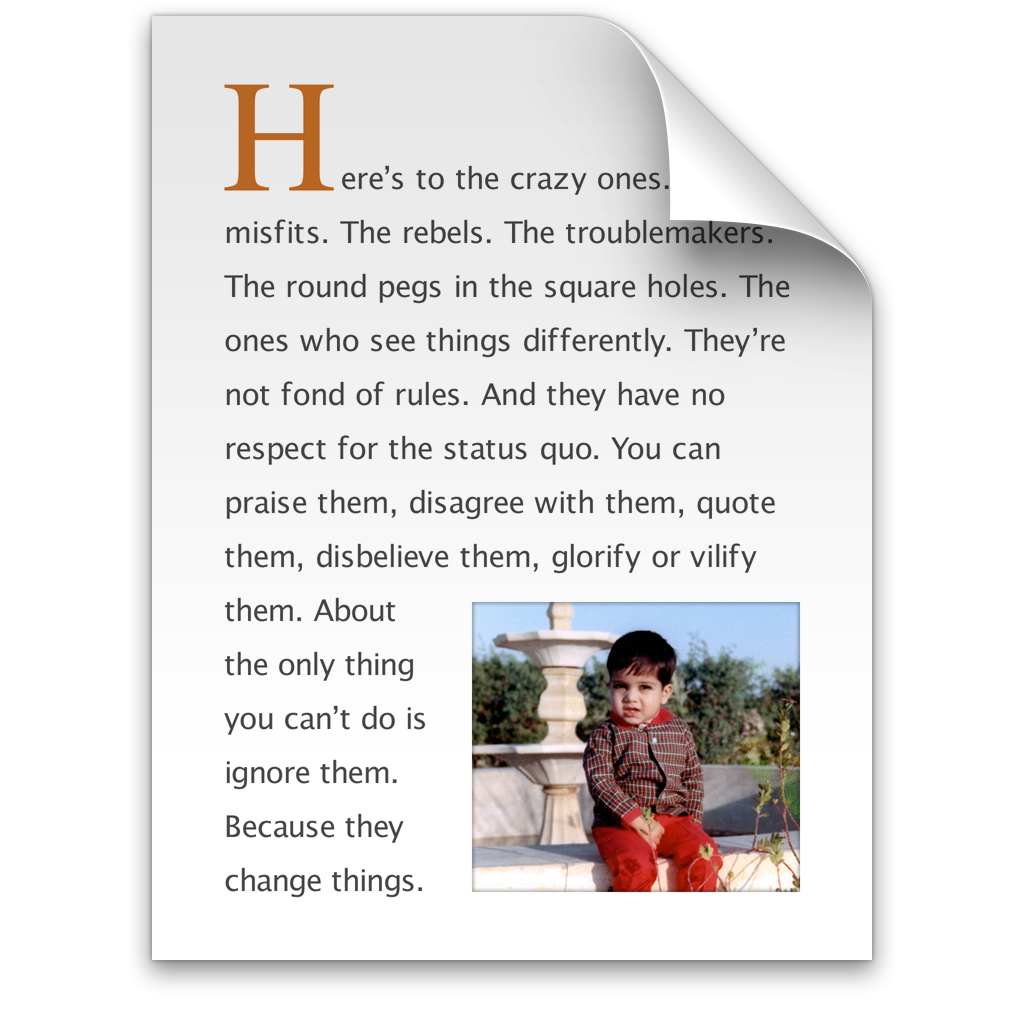 Here’s to the crazy ones.
misfits. The rebels. The troublemakers.
The round pegs in the square holes. The
ones who see things differently. They’re
not fond of rules. And they have no
respect for the status quo. You can
praise them, disagree with them, quote
them, disbelieve them, glorify or vilify
them. About
the only thing
you can’t do is
ignore them.
Because they
change things.